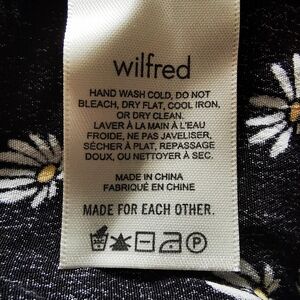 wilfred
HAND WASH COLD, DO NOT
BLEACH, DRY FLAT, COOL IRON,
OR DRY CLEAN.
LAVER À LA MAIN À L'EAU
FROIDE, NE PAS JAVELISER,
SÉCHER À PLAT, REPASSAGE
DOUX, OU NETTOYER À SEC.
MADE IN CHINA
FABRIQUÉ EN CHINE
MADE FOR EACH OTHER.
P